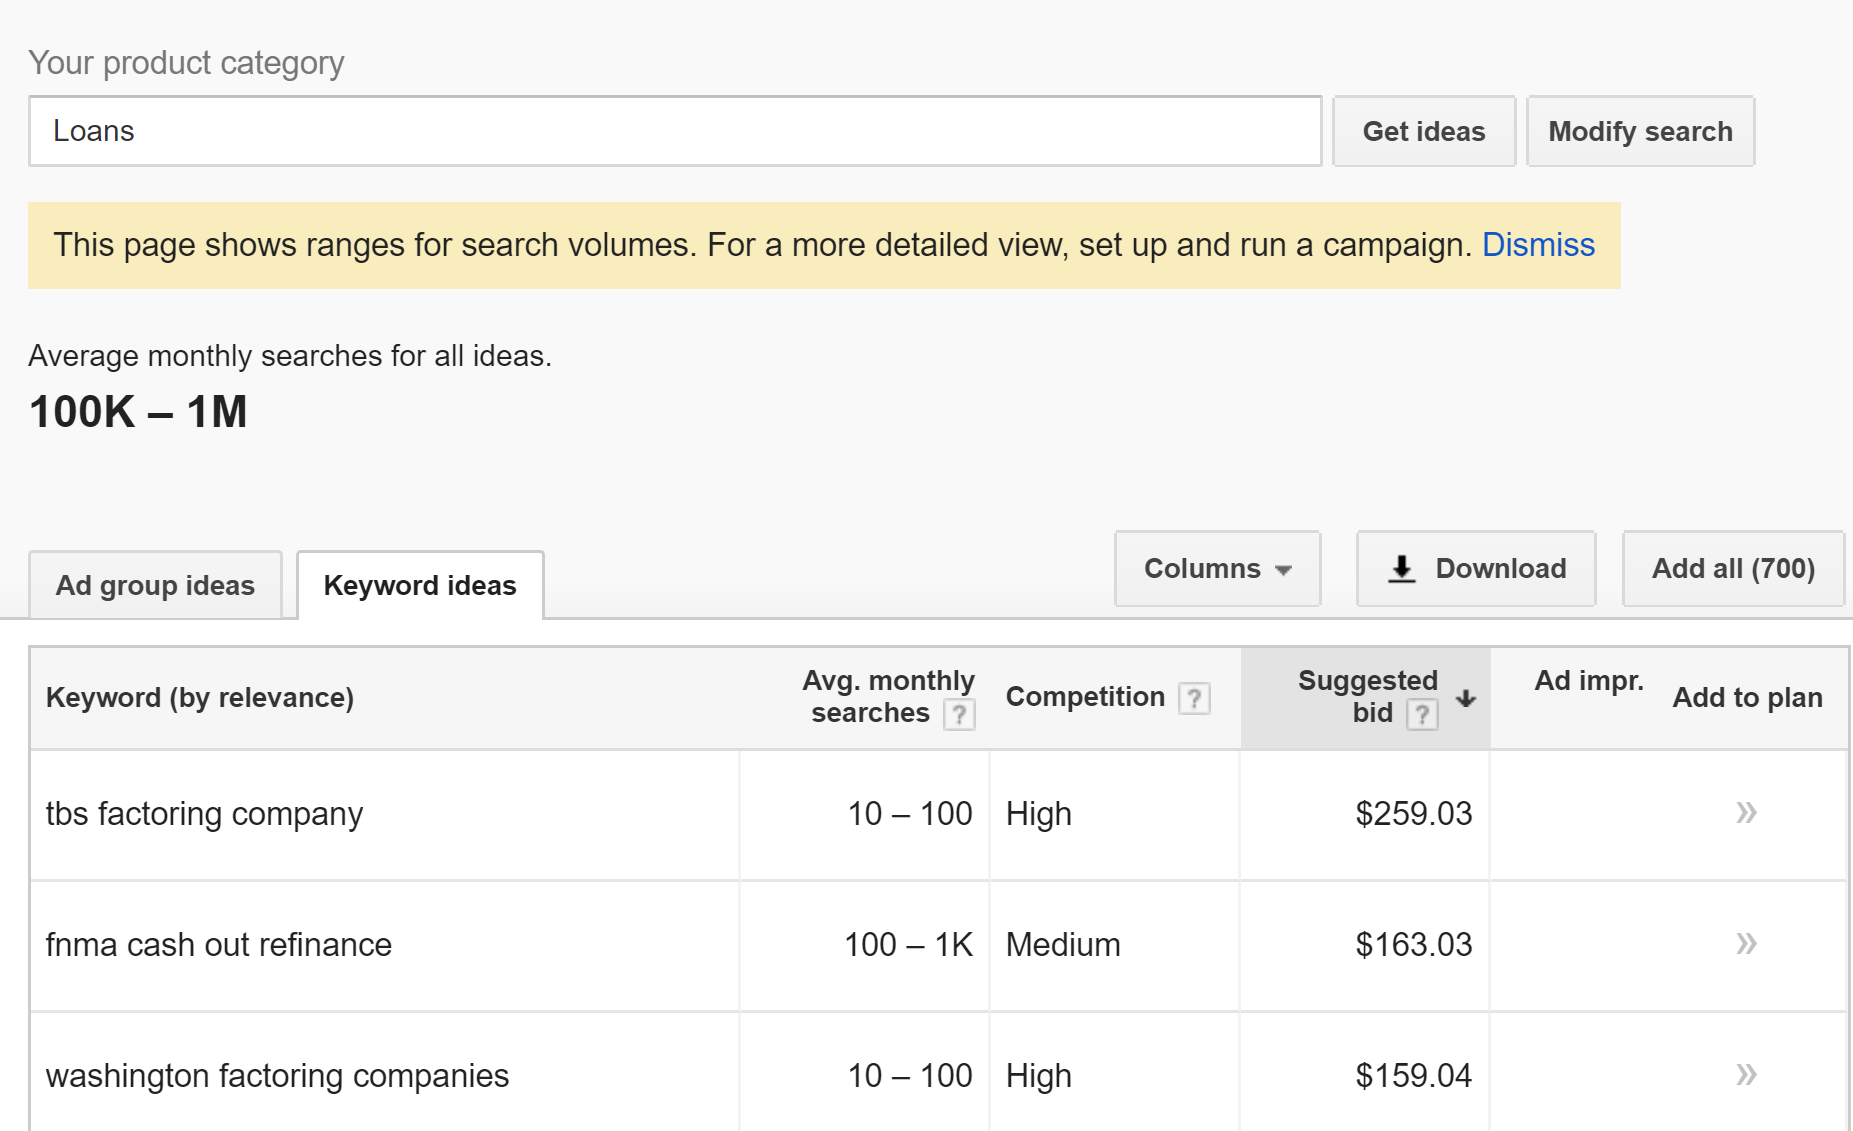 Your product category
Loans
Get ideas
Modify search
This page shows ranges for search volumes. For a more detailed view, set up and run a campaign. Dismiss
Average monthly searches for all ideas.
100K – 1M
Ad group ideas
Keyword ideas
Columns
Download
Add all (700)
Keyword (by relevance)
Avg. monthly
searches ?
Competition ?
Suggested
bid ?
Ad impr.
Add to plan
tbs factoring company 10 – 100 High $259.03 »
fnma cash out refinance 100 – 1K Medium $163.03 »
washington factoring companies 10 – 100 High $159.04 »